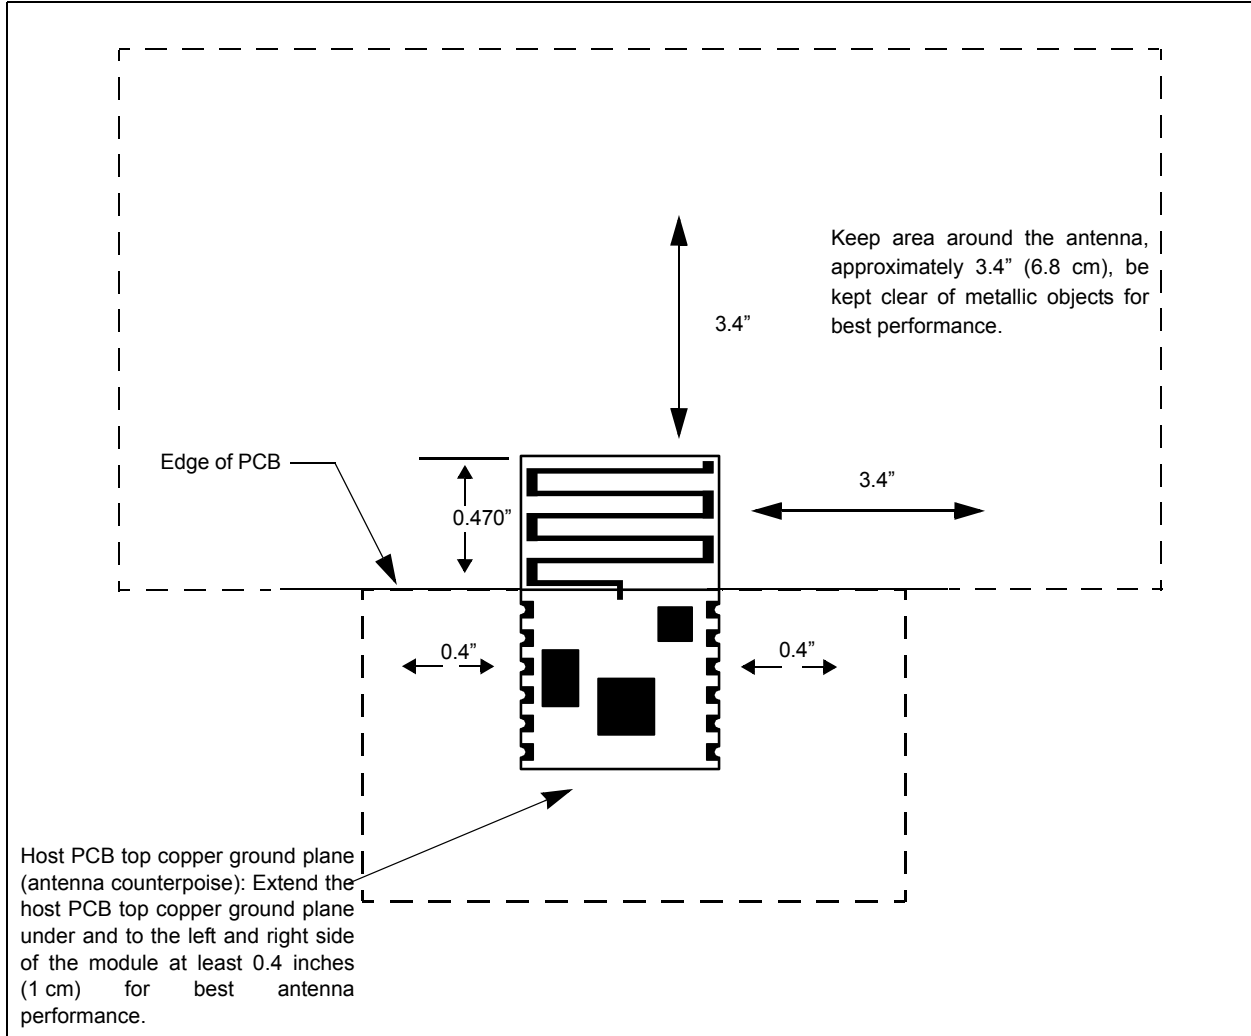 Keep area around the antenna,
approximately 3.4” (6.8 cm), be
kept clear of metallic objects for
best performance.
3.4”
Edge of PCB
3.4”
0.470”
0.4”
0.4”
Host PCB top copper ground plane
(antenna counterpoise): Extend the
host PCB top copper ground plane
under and to the left and right side
of the module at least 0.4 inches
(1 cm) for best antenna
performance.